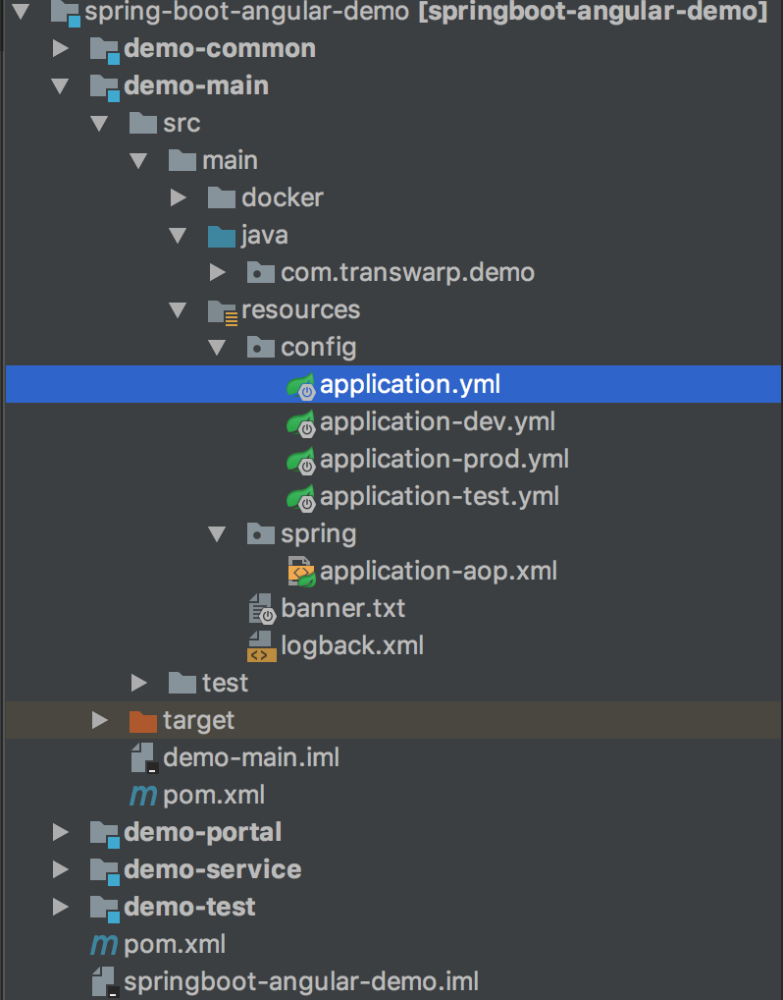 spring-boot-angular-demo [springboot-angular-demo]
demo-common
demo-main
src
main
docker
java
com.transwarp.demo
resources
config
application.yml
application-dev.yml
application-prod.yml
application-test.yml
spring
application-aop.xml
banner.txt
logback.xml
test
target
demo-main.iml
pom.xml
demo-portal
demo-service
demo-test
pom.xml
springboot-angular-demo.iml